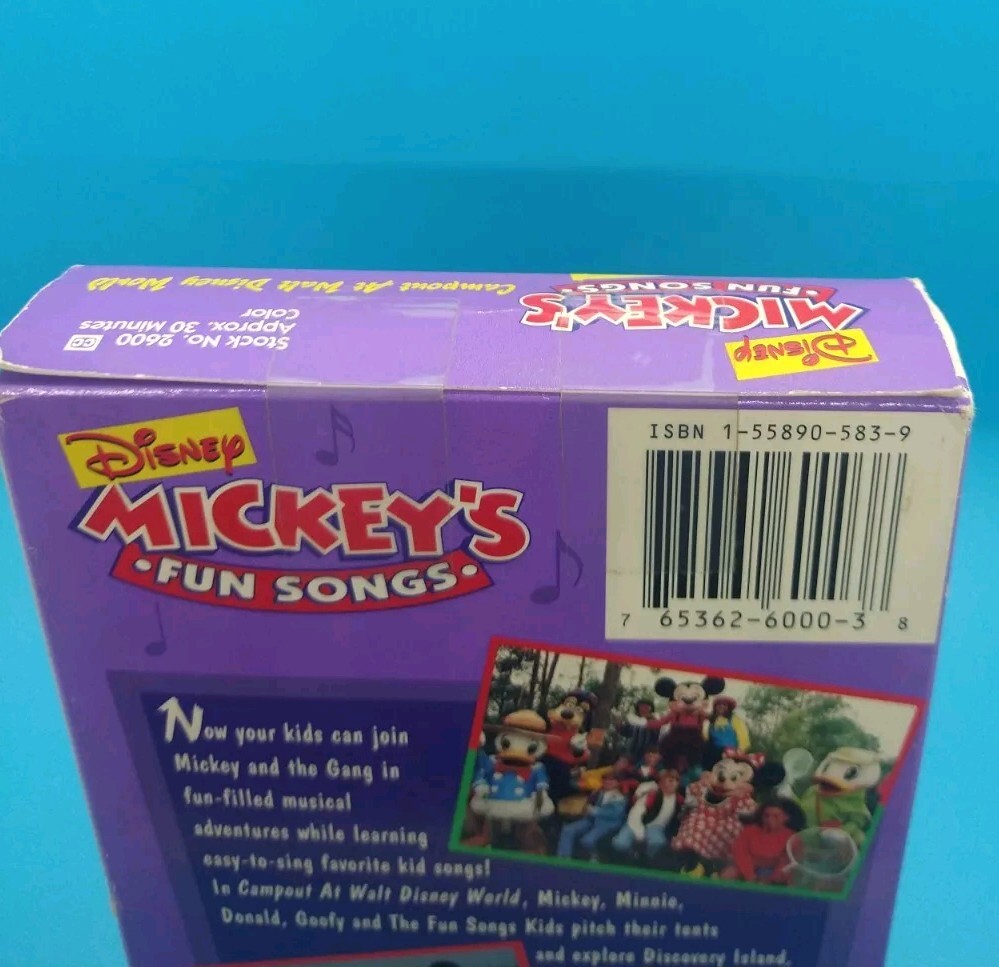 Campout At Walt Disney World
Stock No. 2600 CC
Approx. 30 Minutes
Color
DISNEY
MICKEY'S
•FUN SONGS•
DISNEY
MICKEY'S
•FUN SONGS•
ISBN 1-55890-583-9
7 65362-6000-3 8
Now your kids can join
Mickey and the Gang in
fun-filled musical
adventures while learning
easy-to-sing favorite kid songs!
In Campout At Walt Disney World, Mickey, Minnie,
Donald, Goofy and The Fun Songs Kids pitch their tents
and explore Discovery Island,